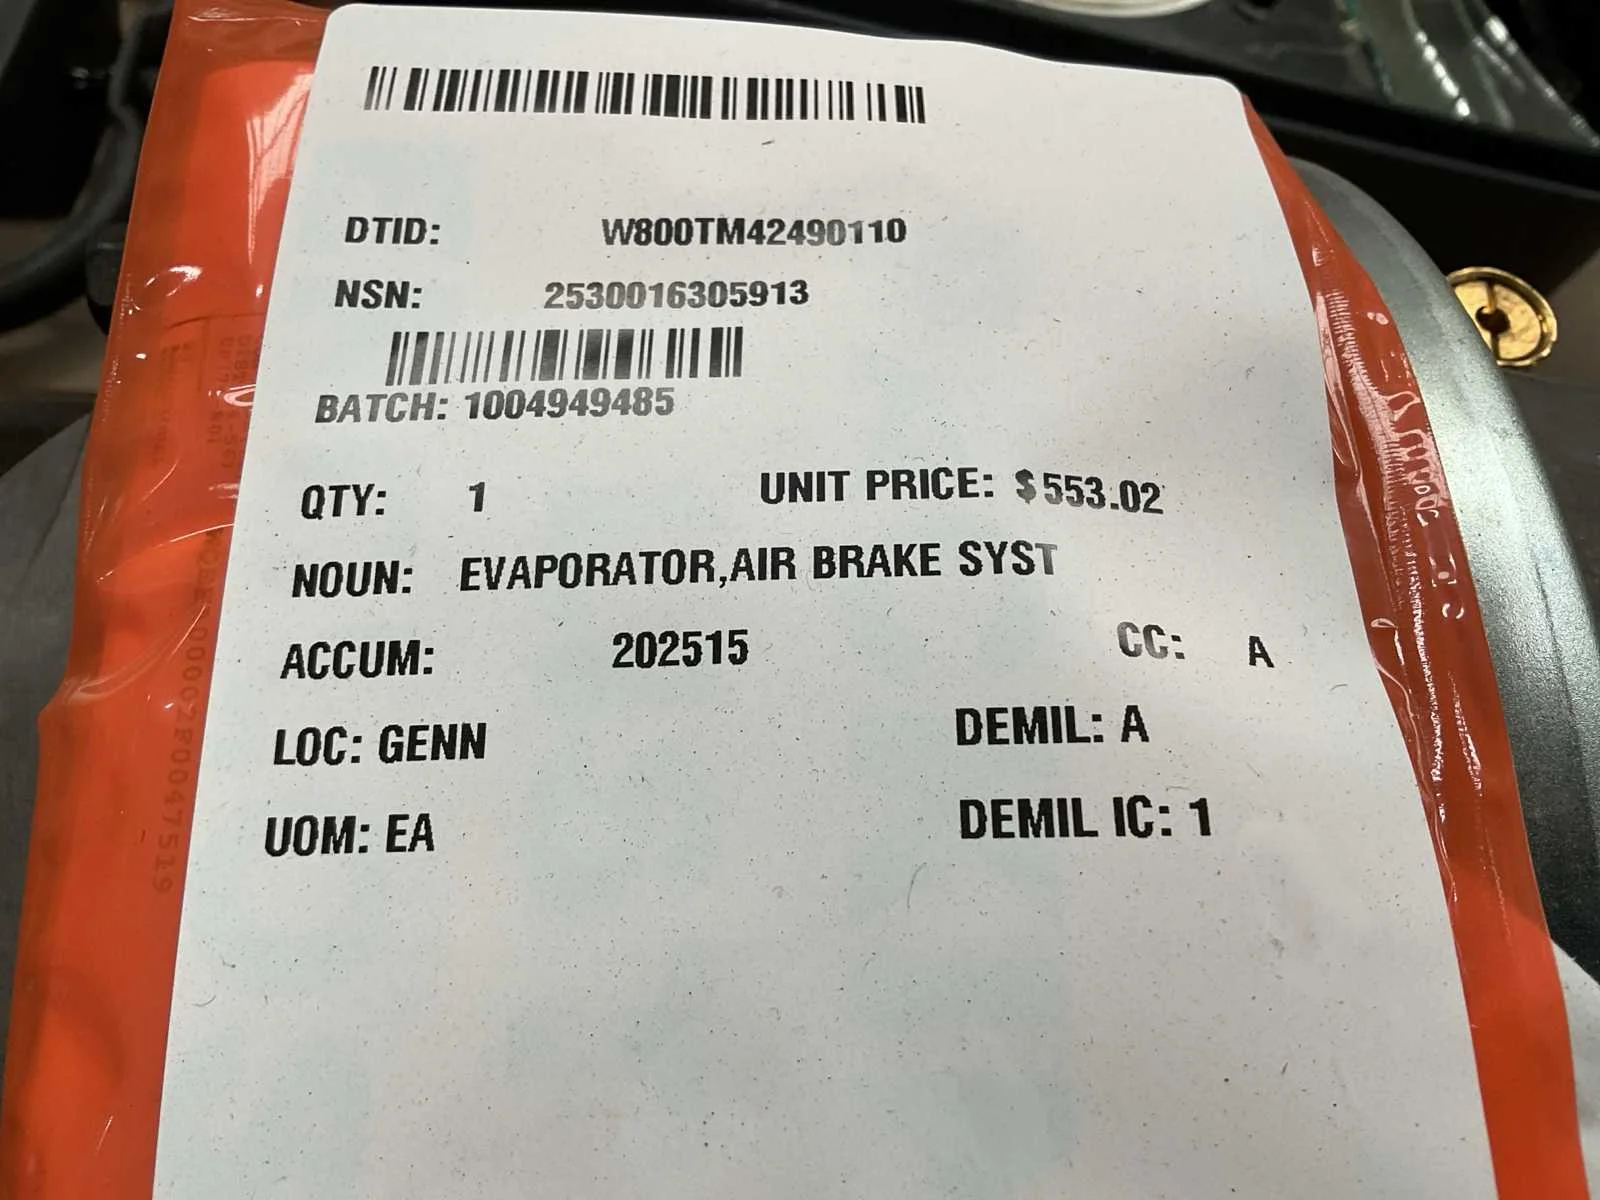 DTID: W800TM42490110
NSN: 2530016305913
BATCH: 1004949485
QTY: 1 UNIT PRICE: $553.02
NOUN: EVAPORATOR,AIR BRAKE SYST
ACCUM: 202515 CC: A
LOC: GENN DEMIL: A
UOM: EA DEMIL IC: 1